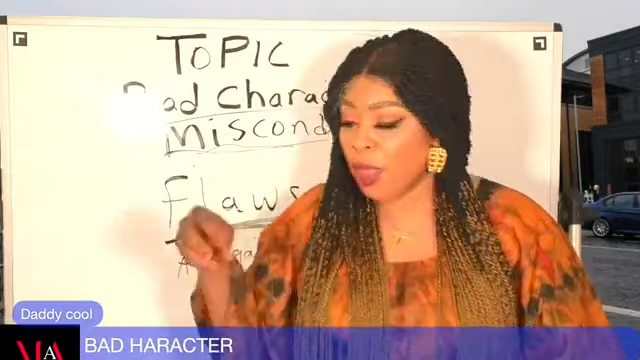 TOPIC
Bad Charac
Miscond
Flaws
Daddy cool
BAD HARACTER